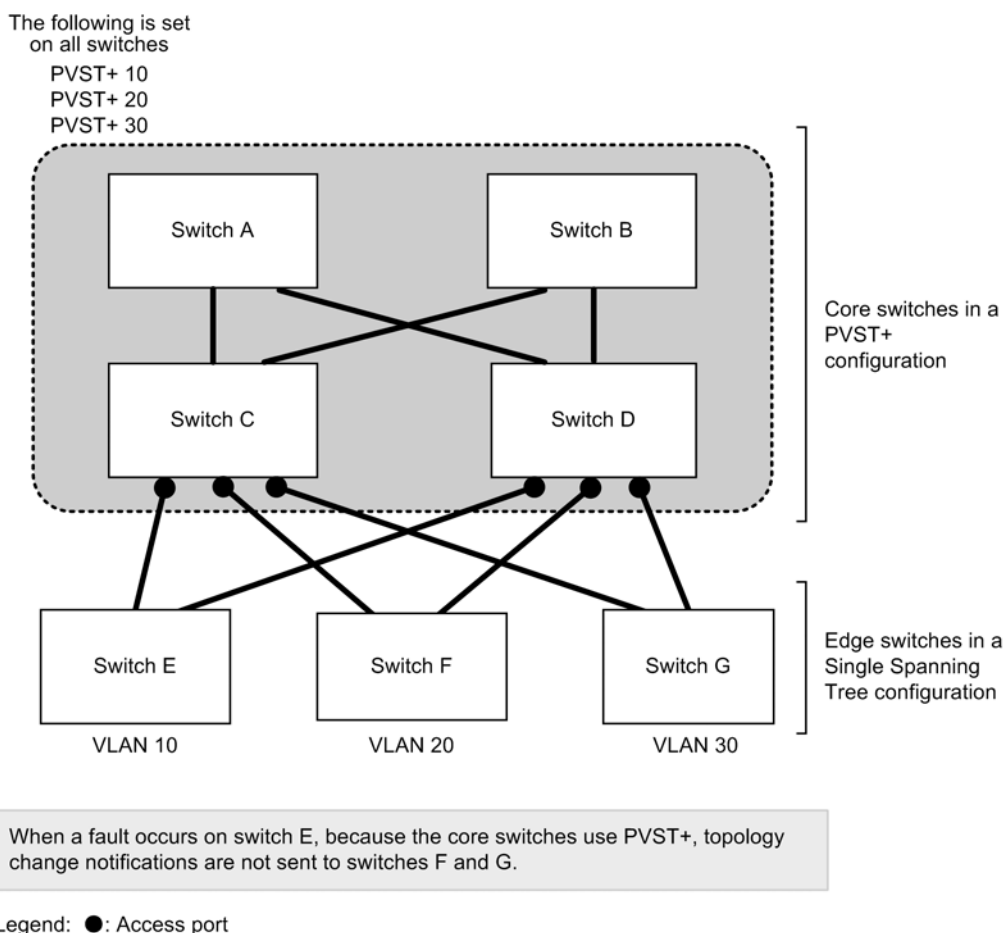 The following is set
on all switches
PVST+ 10
PVST+ 20
PVST+ 30
Switch A
Switch B
Core switches in a
PVST+
configuration
Switch C
Switch D
Edge switches in a
Single Spanning
Tree configuration
Switch E
Switch F
Switch G
VLAN 10
VLAN 20
VLAN 30
When a fault occurs on switch E, because the core switches use PVST+, topology
change notifications are not sent to switches F and G.
Legend: ●: Access port